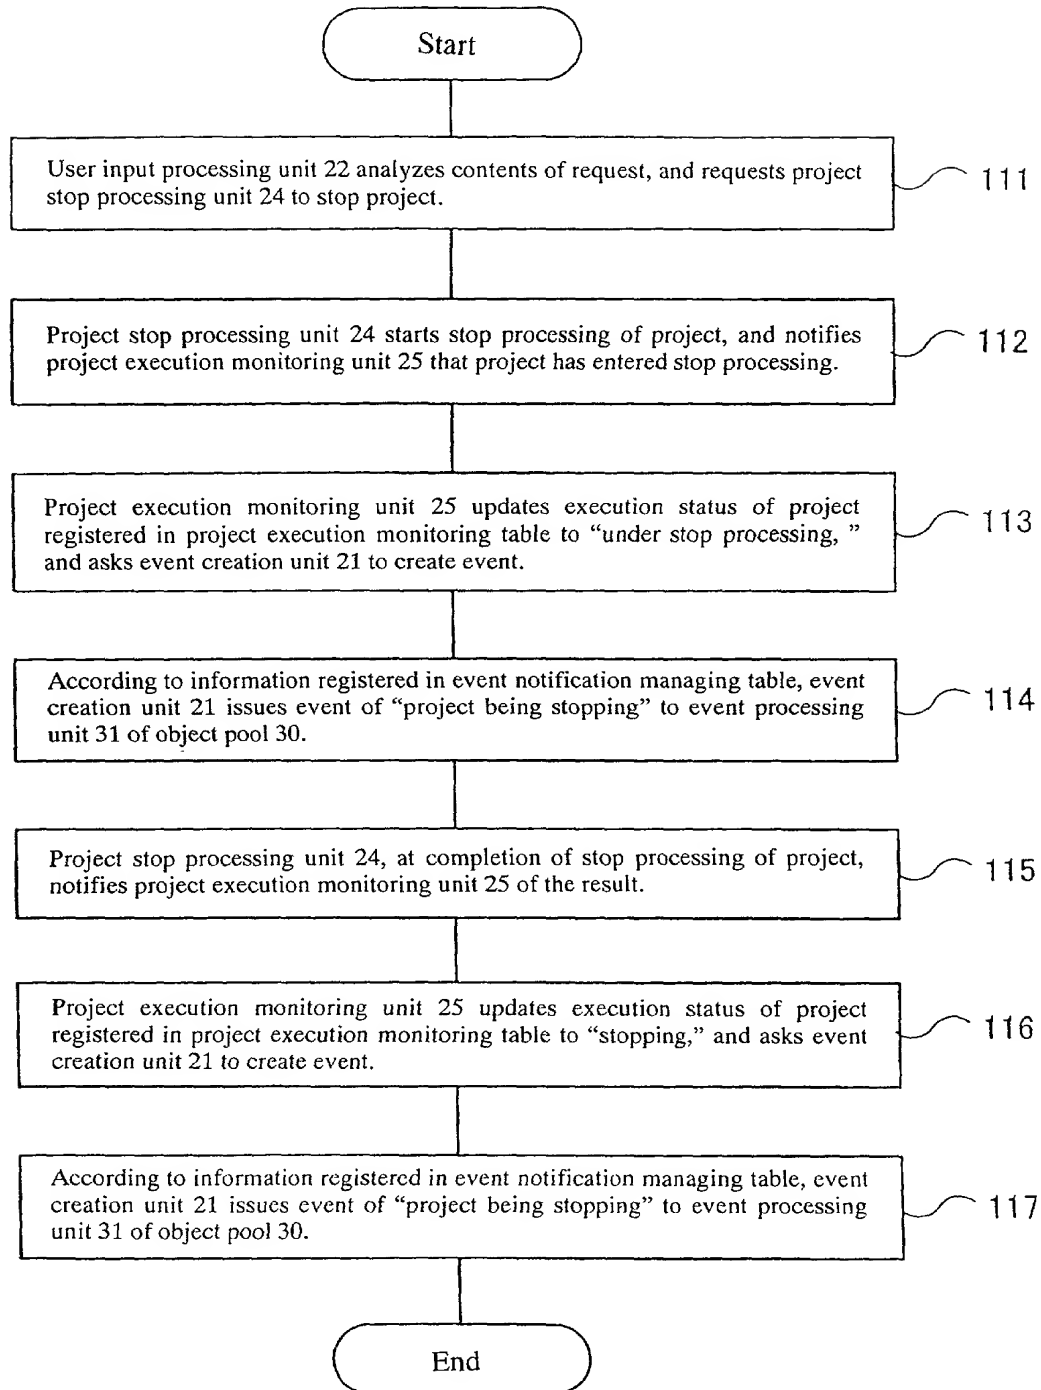 Start
User input processing unit 22 analyzes contents of request, and requests project
stop processing unit 24 to stop project.
111
Project stop processing unit 24 starts stop processing of project, and notifies
project execution monitoring unit 25 that project has entered stop processing.
112
Project execution monitoring unit 25 updates execution status of project
registered in project execution monitoring table to “under stop processing, ”
and asks event creation unit 21 to create event.
113
According to information registered in event notification managing table, event
creation unit 21 issues event of “project being stopping” to event processing
unit 31 of object pool 30.
114
Project stop processing unit 24, at completion of stop processing of project,
notifies project execution monitoring unit 25 of the result.
115
Project execution monitoring unit 25 updates execution status of project
registered in project execution monitoring table to “stopping,” and asks event
creation unit 21 to create event.
116
According to information registered in event notification managing table, event
creation unit 21 issues event of “project being stopping” to event processing
unit 31 of object pool 30.
117
End